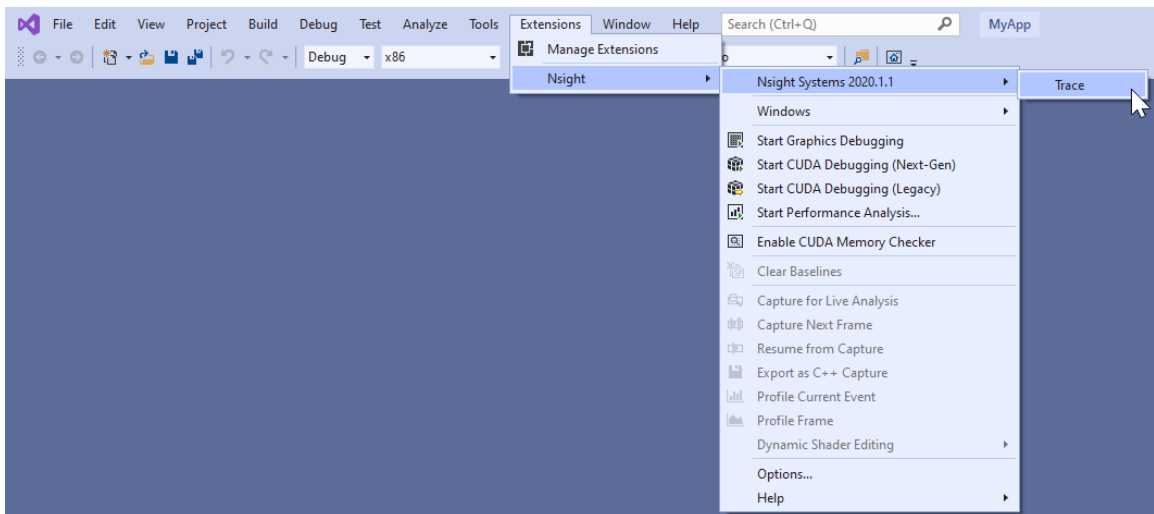 File Edit View Project Build Debug Test Analyze Tools Extensions Window Help Search (Ctrl+Q) MyApp
Debug x86
Manage Extensions
Nsight
Nsight Systems 2020.1.1
Trace
Windows
Start Graphics Debugging
Start CUDA Debugging (Next-Gen)
Start CUDA Debugging (Legacy)
Start Performance Analysis...
Enable CUDA Memory Checker
Clear Baselines
Capture for Live Analysis
Capture Next Frame
Resume from Capture
Export as C++ Capture
Profile Current Event
Profile Frame
Dynamic Shader Editing
Options...
Help